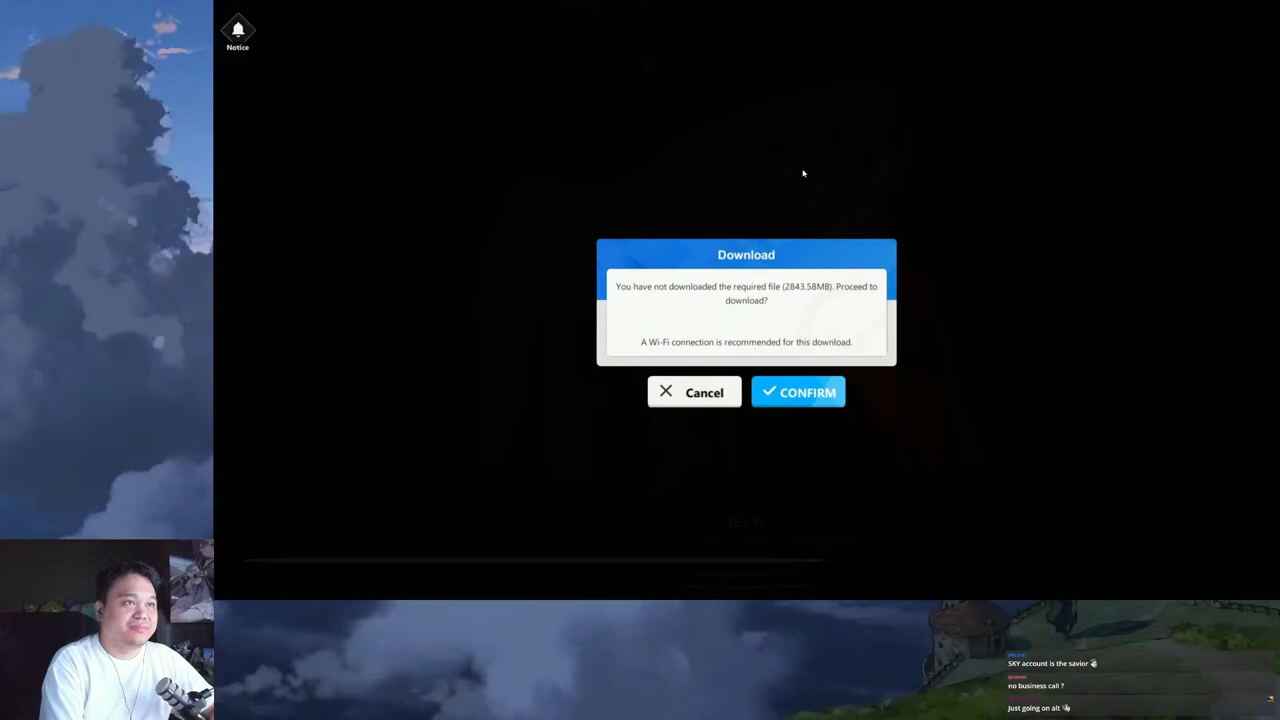 Notice
Download
You have not downloaded the required file (2843.58MB). Proceed to
download?
A Wi-Fi connection is recommended for this download.
Cancel
CONFIRM
SKY account is the savior
no business call ?
Just going on alt